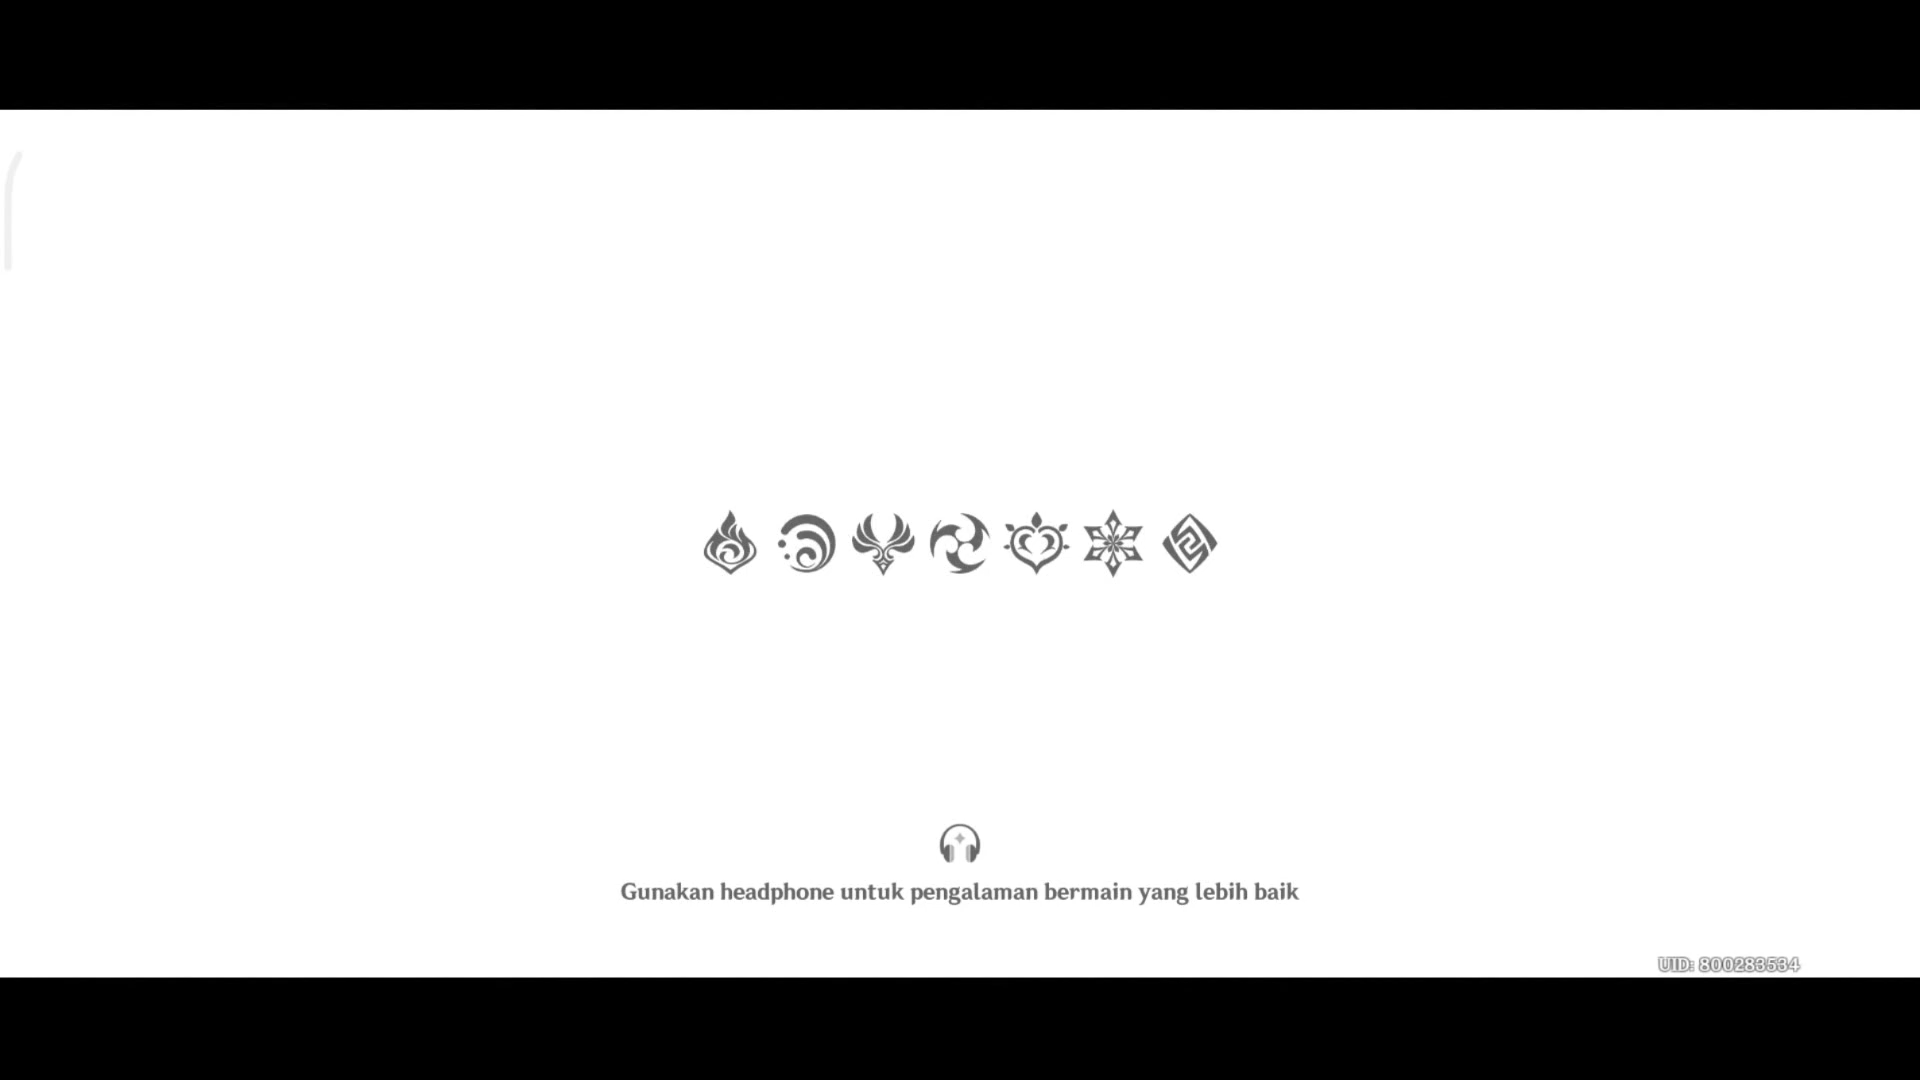 Gunakan headphone untuk pengalaman bermain yang lebih baik
UID: 800283534